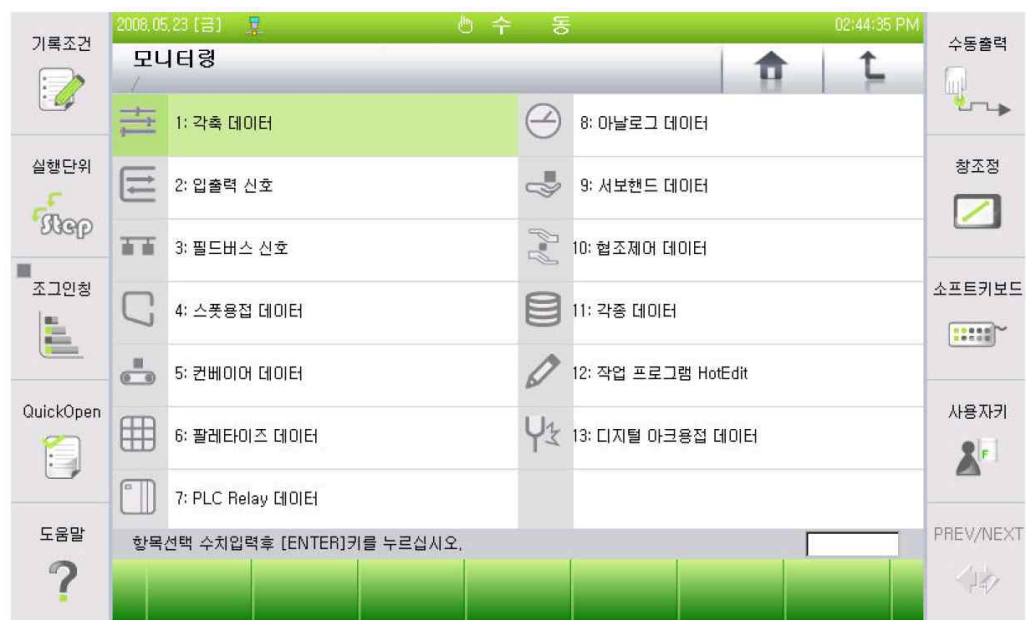 2008.05.23 [금]
수 동
02:44:35 PM
모니터링
/
기록조건
실행단위
Step
조그인칭
QuickOpen
도움말
1: 각축 데이터
2: 입출력 신호
3: 필드버스 신호
4: 스폿용접 데이터
5: 컨베이어 데이터
6: 팔레타이즈 데이터
7: PLC Relay 데이터
8: 아날로그 데이터
9: 서보핸드 데이터
10: 협조제어 데이터
11: 각종 데이터
12: 작업 프로그램 HotEdit
13: 디지털 아크용접 데이터
항목선택 수치입력후 [ENTER]키를 누르십시오.
수동출력
창조정
소프트키보드
사용자키
F
PREV/NEXT